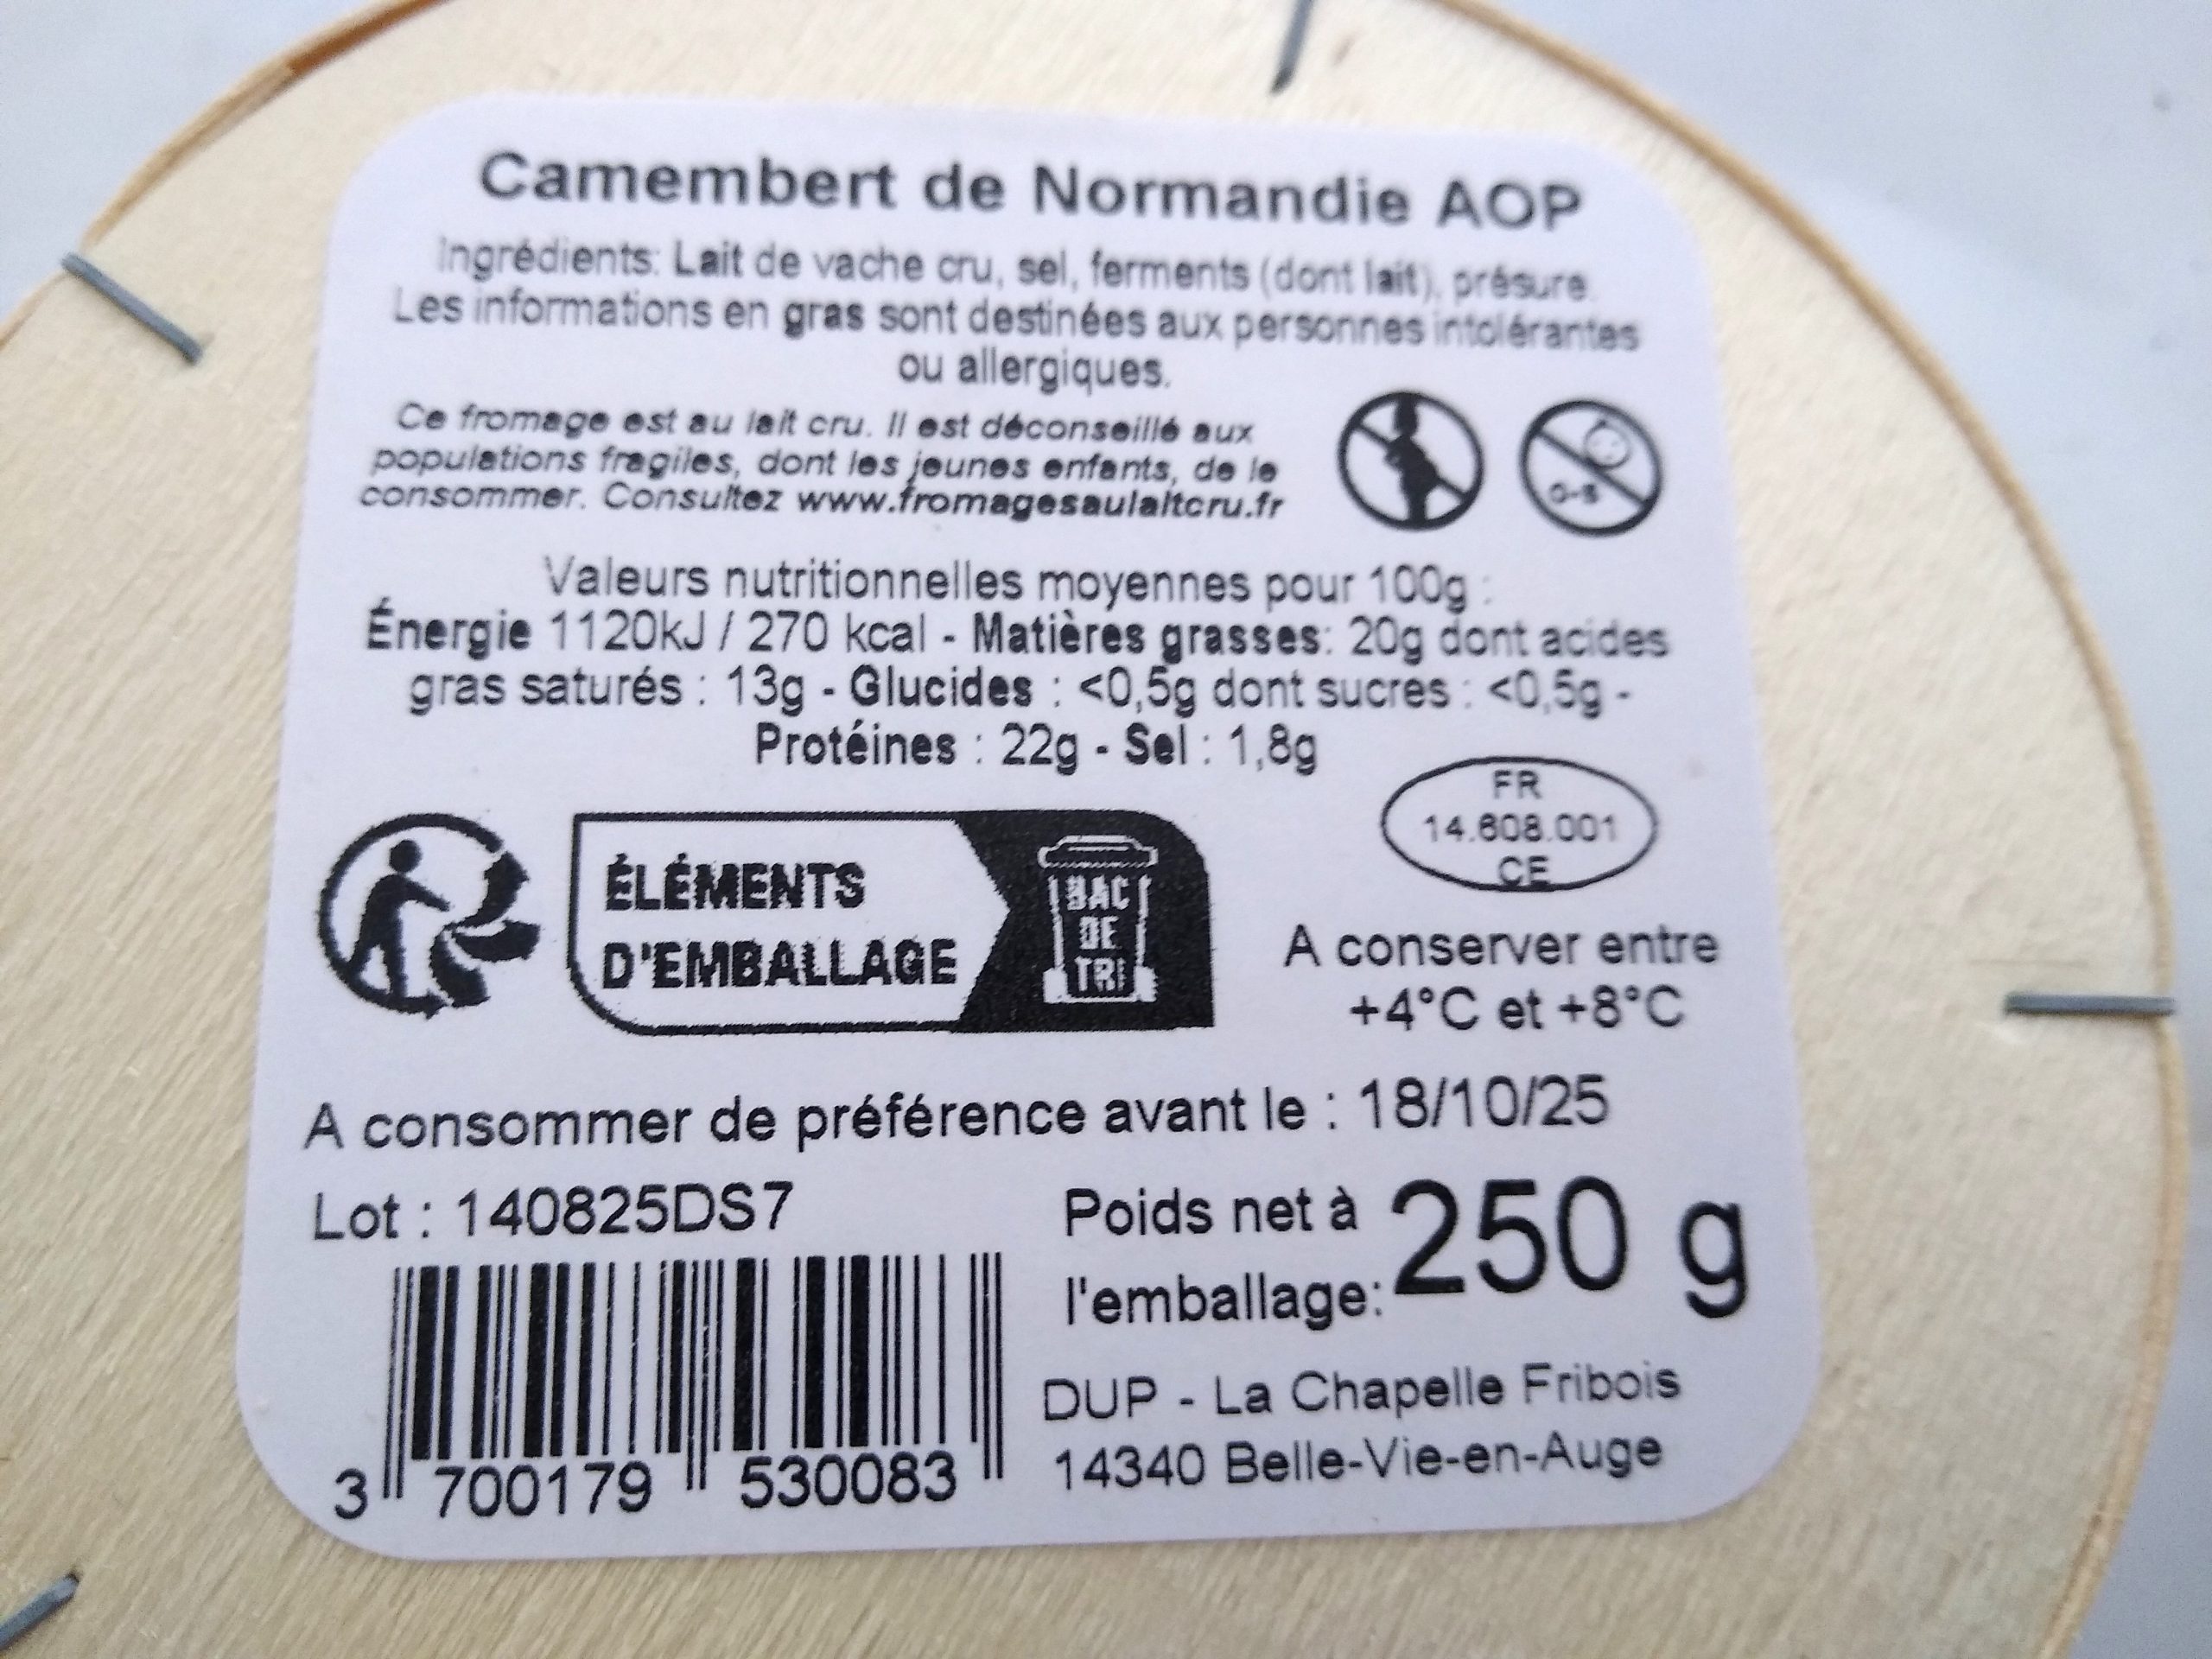 Camembert de Normandie AOP
Ingrédients: Lait de vache cru, sel, ferments (dont lait), présure.
Les informations en gras sont destinées aux personnes intolérantes
ou allergiques.
Ce fromage est au lait cru. Il est déconseillé aux
populations fragiles, dont les jeunes enfants, de le
consommer. Consultez www.fromagesaulaitcru.fr
Valeurs nutritionnelles moyennes pour 100g :
Énergie 1120kJ / 270 kcal - Matières grasses: 20g dont acides
gras saturés : 13g - Glucides : <0,5g dont sucres : <0,5g -
Protéines : 22g - Sel : 1,8g
FR
14.608.001
CE
ÉLÉMENTS
D'EMBALLAGE
BAC
DE
TRI
A conserver entre
+4°C et +8°C
A consommer de préférence avant le : 18/10/25
Lot : 140825DS7
Poids net à
l'emballage: 250 g
3 700179 530083
DUP - La Chapelle Fribois
14340 Belle-Vie-en-Auge